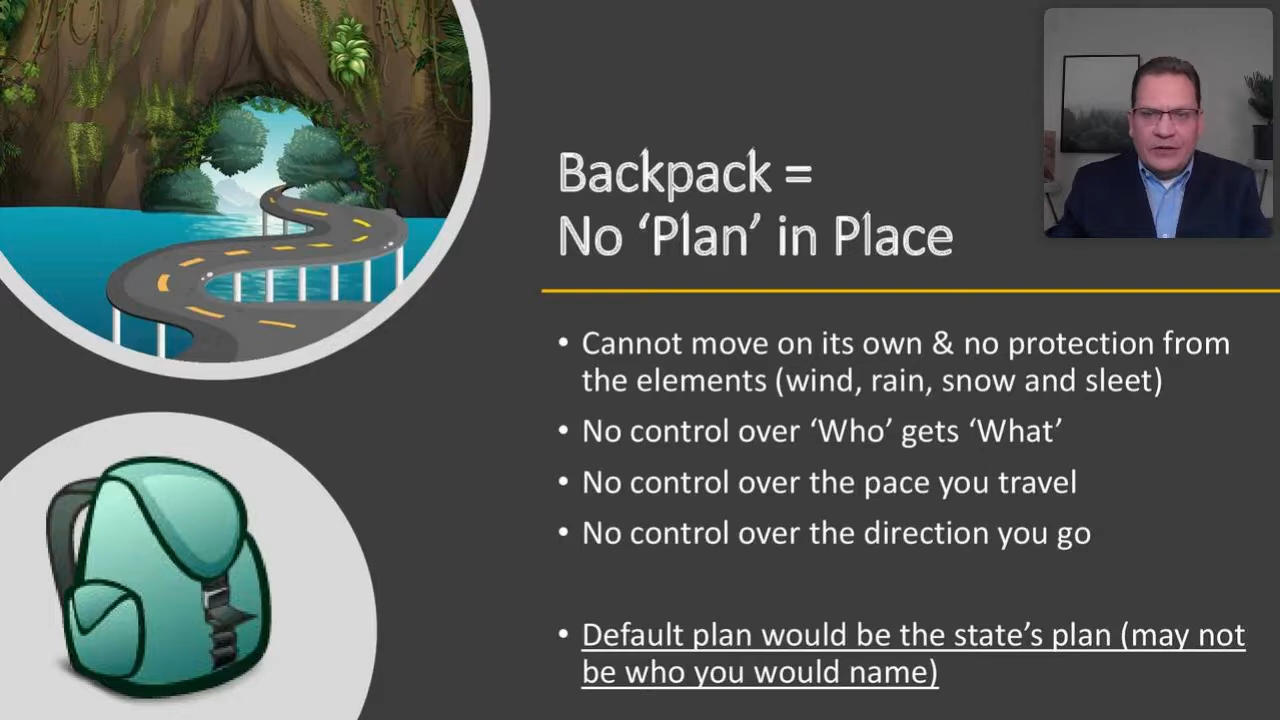 Backpack =
No ‘Plan’ in Place
• Cannot move on its own & no protection from
the elements (wind, rain, snow and sleet)
• No control over ‘Who’ gets ‘What’
• No control over the pace you travel
• No control over the direction you go
• Default plan would be the state’s plan (may not
be who you would name)